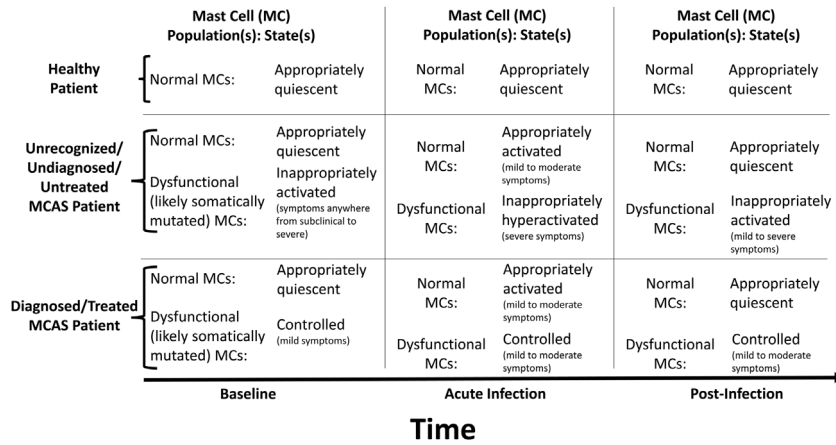 Mast Cell (MC)
Population(s): State(s)
Mast Cell (MC)
Population(s): State(s)
Mast Cell (MC)
Population(s): State(s)
Healthy
Patient
Normal MCs:
Appropriately
quiescent
Normal
MCs:
Appropriately
quiescent
Normal
MCs:
Appropriately
quiescent
Unrecognized/
Undiagnosed/
Untreated
MCAS Patient
Normal MCs:
Appropriately
quiescent
Dysfunctional
(likely somatically
mutated) MCs:
Inappropriately
activated
(symptoms anywhere
from subclinical to
severe)
Normal
MCs:
Appropriately
activated
(mild to moderate
symptoms)
Dysfunctional
MCs:
Inappropriately
hyperactivated
(severe symptoms)
Normal
MCs:
Appropriately
quiescent
Dysfunctional
MCs:
Inappropriately
activated
(mild to severe
symptoms)
Diagnosed/Treated
MCAS Patient
Normal MCs:
Appropriately
quiescent
Dysfunctional
(likely somatically
mutated) MCs:
Controlled
(mild symptoms)
Normal
MCs:
Appropriately
activated
(mild to moderate
symptoms)
Dysfunctional
MCs:
Controlled
(mild to moderate
symptoms)
Normal
MCs:
Appropriately
quiescent
Dysfunctional
MCs:
Controlled
(mild to moderate
symptoms)
Baseline
Acute Infection
Post-Infection
Time